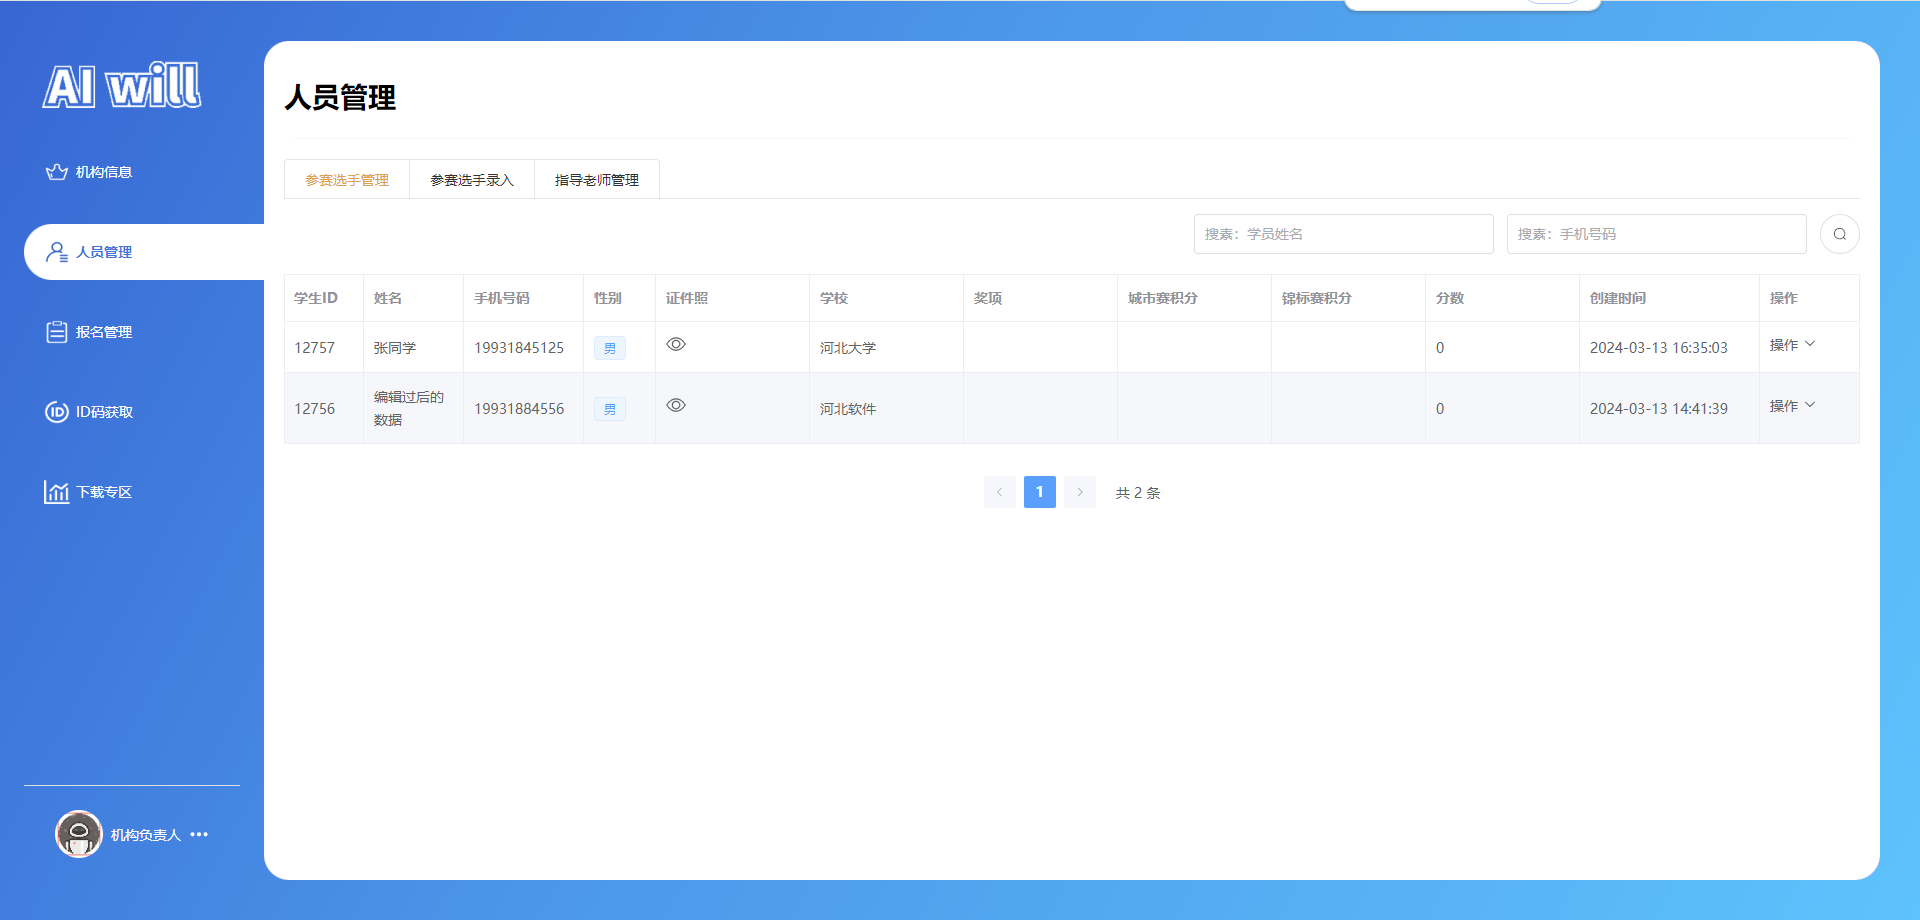 AI will
机构信息
人员管理
报名管理
ID码获取
下载专区
机构负责人 •••
人员管理
参赛选手管理 参赛选手录入 指导老师管理
搜素：学员姓名 搜素：手机号码
学生ID 姓名 手机号码 性别 证件照 学校 奖项 城市赛积分 锦标赛积分 分数 创建时间 操作
12757 张同学 19931845125 男 河北大学 0 2024-03-13 16:35:03 操作
12756 编辑过后的 19931884556 男 河北软件 0 2024-03-13 14:41:39 操作
数据
1 共 2 条